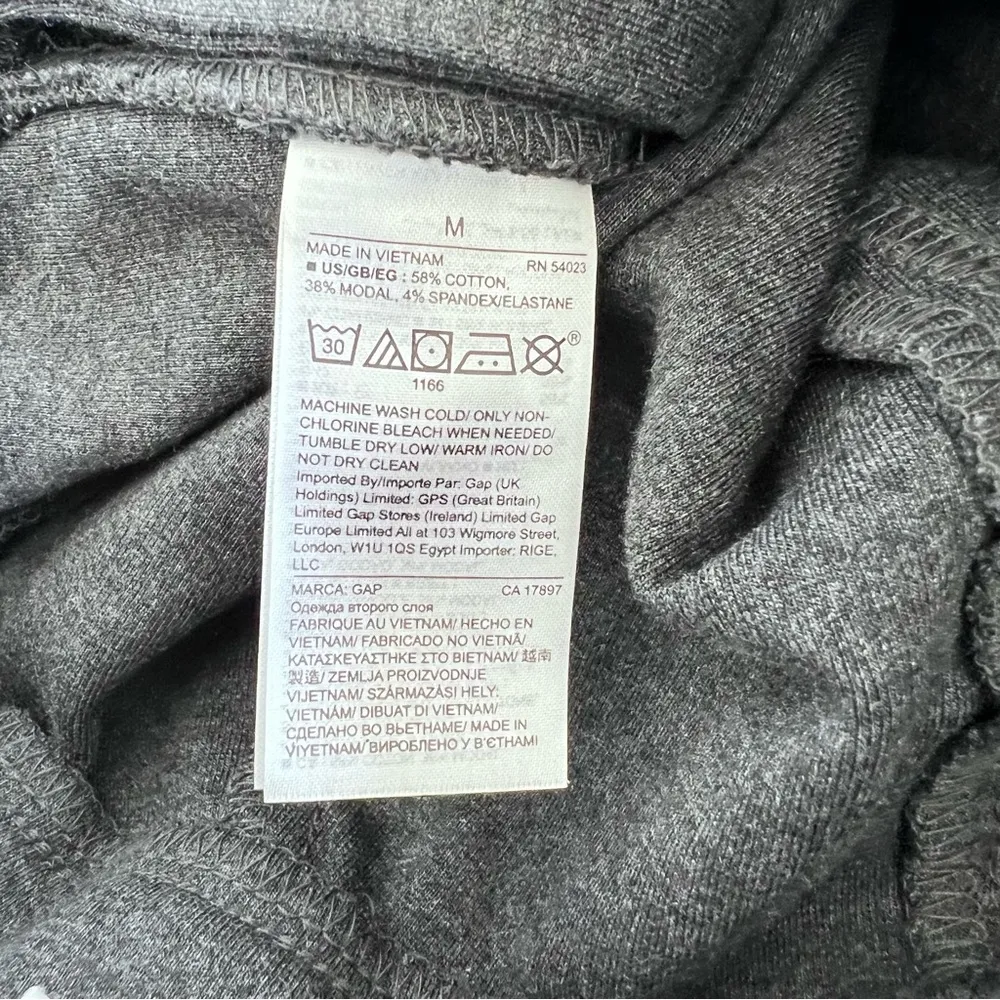 M
MADE IN VIETNAM RN 54023
US/GB/EG : 58% COTTON,
38% MODAL, 4% SPANDEX/ELASTANE
30 ®
1166
MACHINE WASH COLD/ ONLY NON-
CHLORINE BLEACH WHEN NEEDED/
TUMBLE DRY LOW/ WARM IRON/ DO
NOT DRY CLEAN
Imported By/Importe Par: Gap (UK
Holdings) Limited: GPS (Great Britain)
Limited Gap Stores (Ireland) Limited Gap
Europe Limited All at 103 Wigmore Street,
London, W1U 1QS Egypt Importer: RIGE,
LLC
MARCA: GAP CA 17897
Одежда второго слоя
FABRIQUE AU VIETNAM/ HECHO EN
VIETNAM/ FABRICADO NO VIETNÃ/
ΚΑΤΑΣΚΕΥΑΣΤΗΚΕ ΣΤΟ ΒΙΕΤΝΑΜ/ 越南
製造/ ZEMLJA PROIZVODNJE
VIJETNAM/ SZÁRMAZÁSI HELY:
VIETNÁM/ DIBUAT DI VIETNAM/
СДЕЛАНО ВО ВЬЕТНАМЕ/ MADE IN
VIYETNAM/ ВИРОБЛЕНО У В'ЄТНАМІ